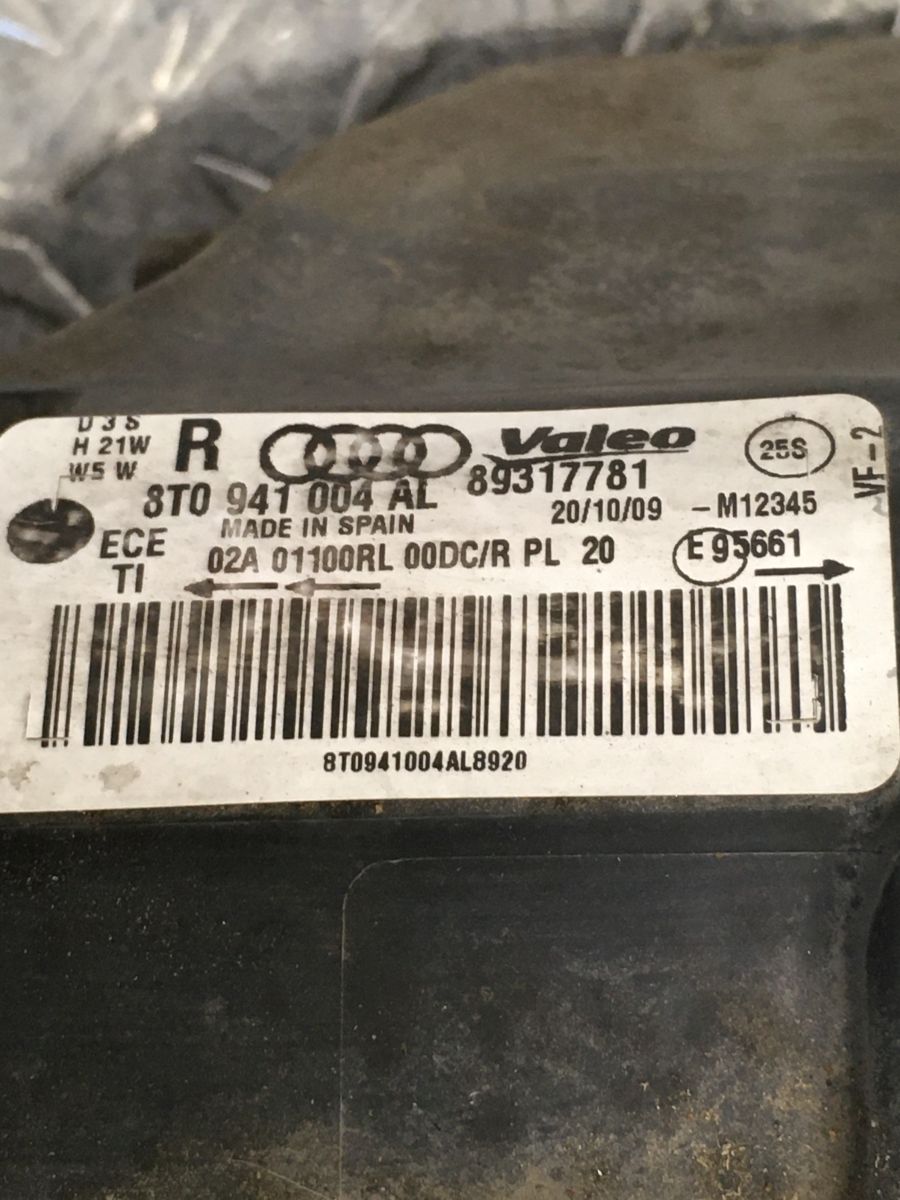 D 3 S
H 21W
W5 W
R
Valeo
25S
VF-2
8T0 941 004 AL 89317781
MADE IN SPAIN
20/10/09 -M12345
ECE
TI
02A 01100RL 00DC/R PL 20
E 95661
8T0941004AL8920